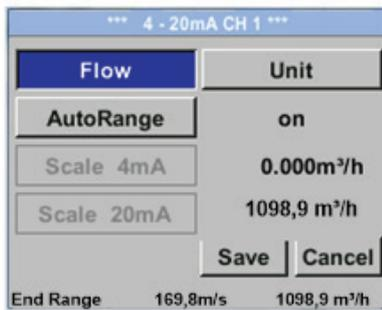 *** 4 - 20mA CH 1 ***
Flow Unit
AutoRange on
Scale 4mA 0.000m³/h
Scale 20mA 1098,9 m³/h
Save Cancel
End Range 169,8m/s 1098,9 m³/h